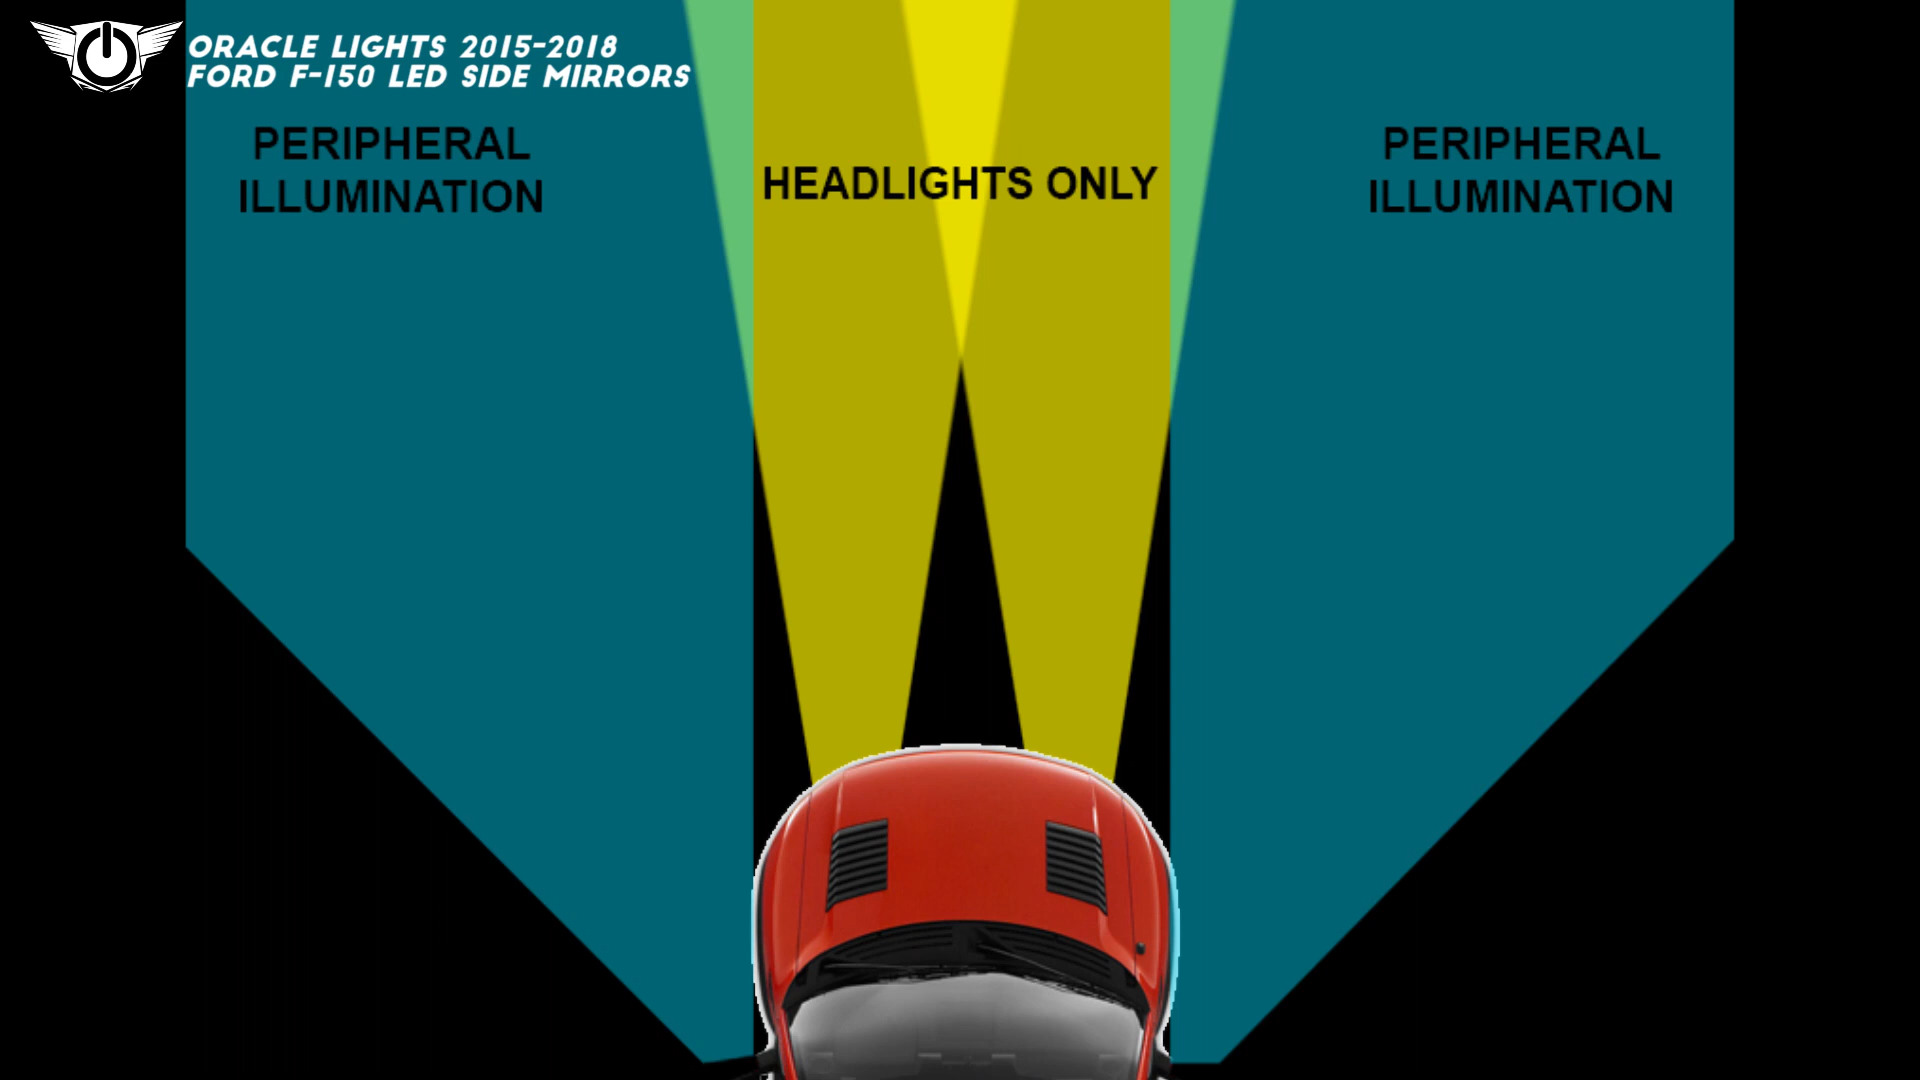 ORACLE LIGHTS 2015-2018
FORD F-150 LED SIDE MIRRORS
PERIPHERAL
ILLUMINATION
HEADLIGHTS ONLY
PERIPHERAL
ILLUMINATION